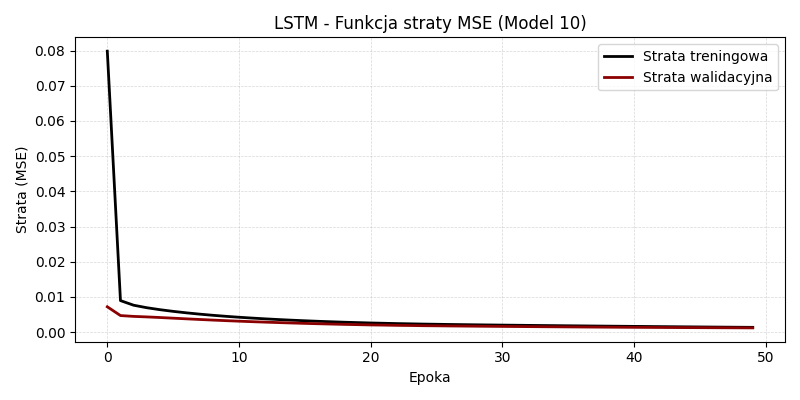 LSTM - Funkcja straty MSE (Model 10)
Strata treningowa
Strata walidacyjna
Strata (MSE)
0.08
0.07
0.06
0.05
0.04
0.03
0.02
0.01
0.00
0 10 20 30 40 50
Epoka